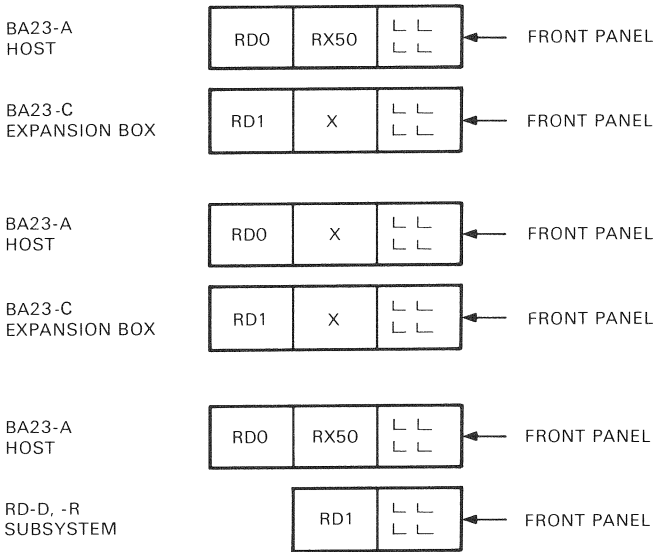 BA23-A
HOST
RD0 RX50 FRONT PANEL
BA23-C
EXPANSION BOX
RD1 X FRONT PANEL
BA23-A
HOST
RD0 X FRONT PANEL
BA23-C
EXPANSION BOX
RD1 X FRONT PANEL
BA23-A
HOST
RD0 RX50 FRONT PANEL
RD-D, -R
SUBSYSTEM
RD1 FRONT PANEL